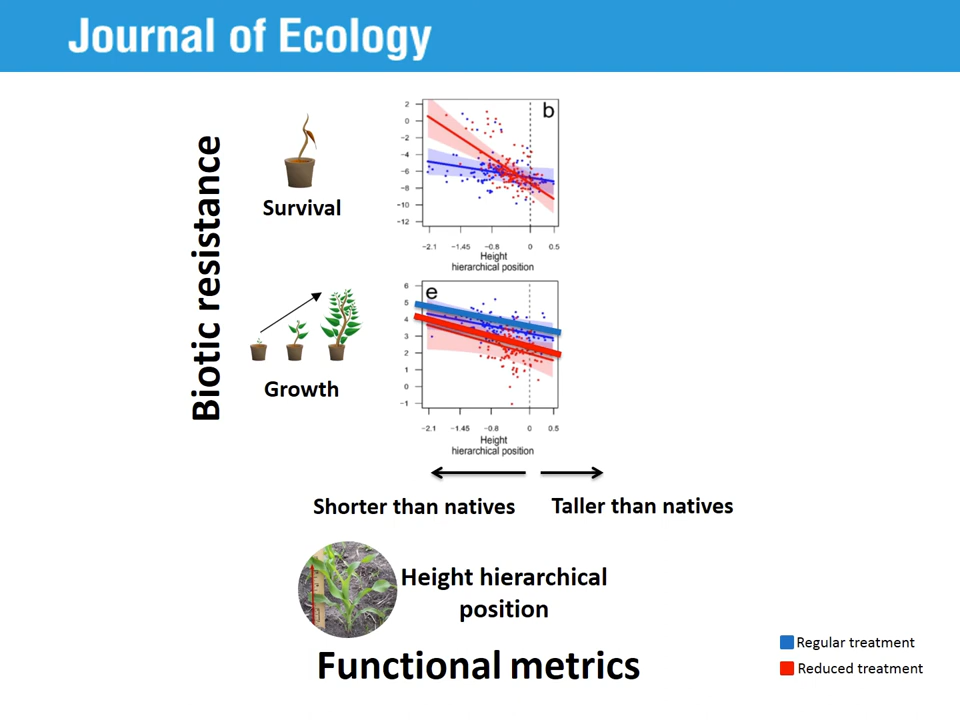 Journal of Ecology
Biotic resistance
Survival
b
2
0
−2
−4
−6
−8
−10
−12
−2.1 −1.45 −0.8 0 0.5
Height
hierarchical position
Growth
e
6
5
4
3
2
1
0
−1
−2.1 −1.45 −0.8 0 0.5
Height
hierarchical position
Shorter than natives Taller than natives
Height hierarchical
position
Functional metrics
Regular treatment
Reduced treatment